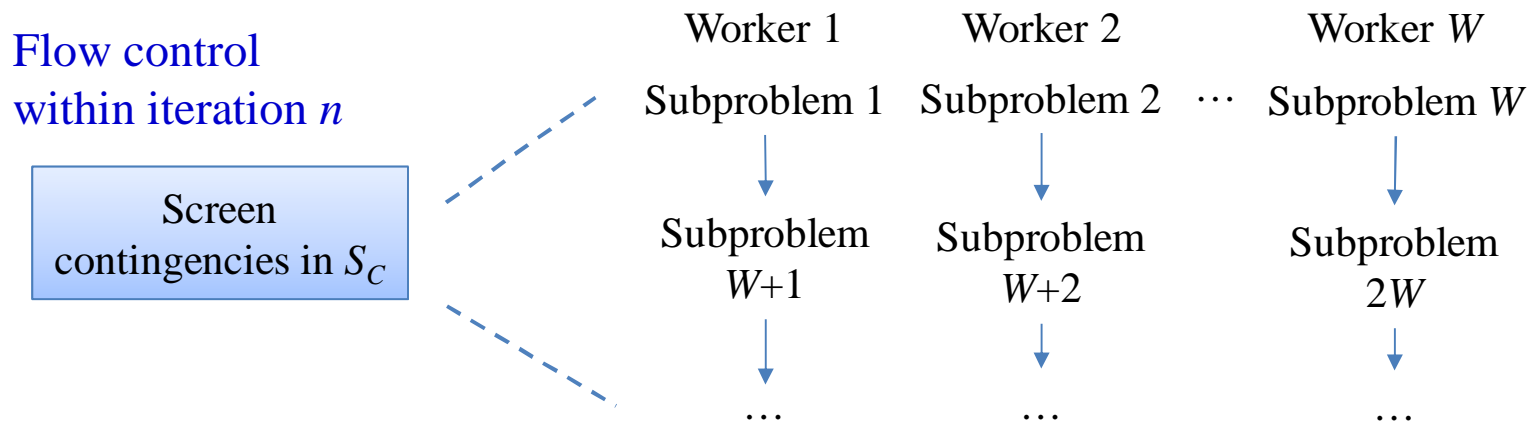 Flow control
within iteration n
Screen
contingencies in S_C
Worker 1 Worker 2 Worker W
Subproblem 1 Subproblem 2 ⋯ Subproblem W
Subproblem
W+1
Subproblem
W+2
Subproblem
2W
… … …